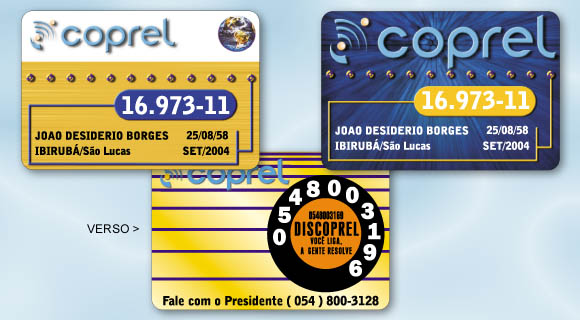 coprel
16.973-11
JOAO DESIDERIO BORGES 25/08/58
IBIRUBÁ/São Lucas SET/2004
coprel
16.973-11
JOAO DESIDERIO BORGES 25/08/58
IBIRUBÁ/São Lucas SET/2004
VERSO >
coprel
0548003196
0548003169
DISCOPREL
VOCÊ LIGA,
A GENTE RESOLVE
Fale com o Presidente ( 054 ) 800-3128